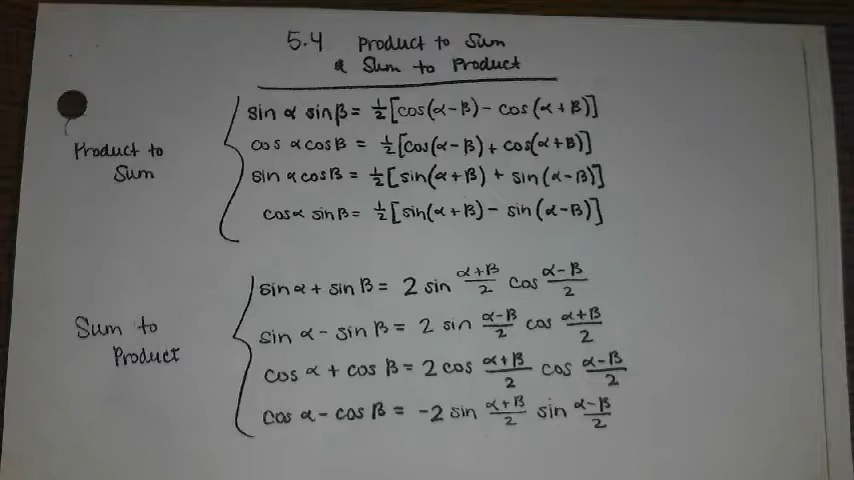 5.4 Product to Sum
& Sum to Product
Product to
Sum
sin α sin β = 1/2 [cos(α-β) - cos(α+β)]
cos α cos β = 1/2 [cos(α-β) + cos(α+β)]
sin α cos β = 1/2 [sin(α+β) + sin(α-β)]
cos α sin β = 1/2 [sin(α+β) - sin(α-β)]
Sum to
Product
sin α + sin β = 2 sin (α+β)/2 cos (α-β)/2
sin α - sin β = 2 sin (α-β)/2 cos (α+β)/2
cos α + cos β = 2 cos (α+β)/2 cos (α-β)/2
cos α - cos β = -2 sin (α+β)/2 sin (α-β)/2